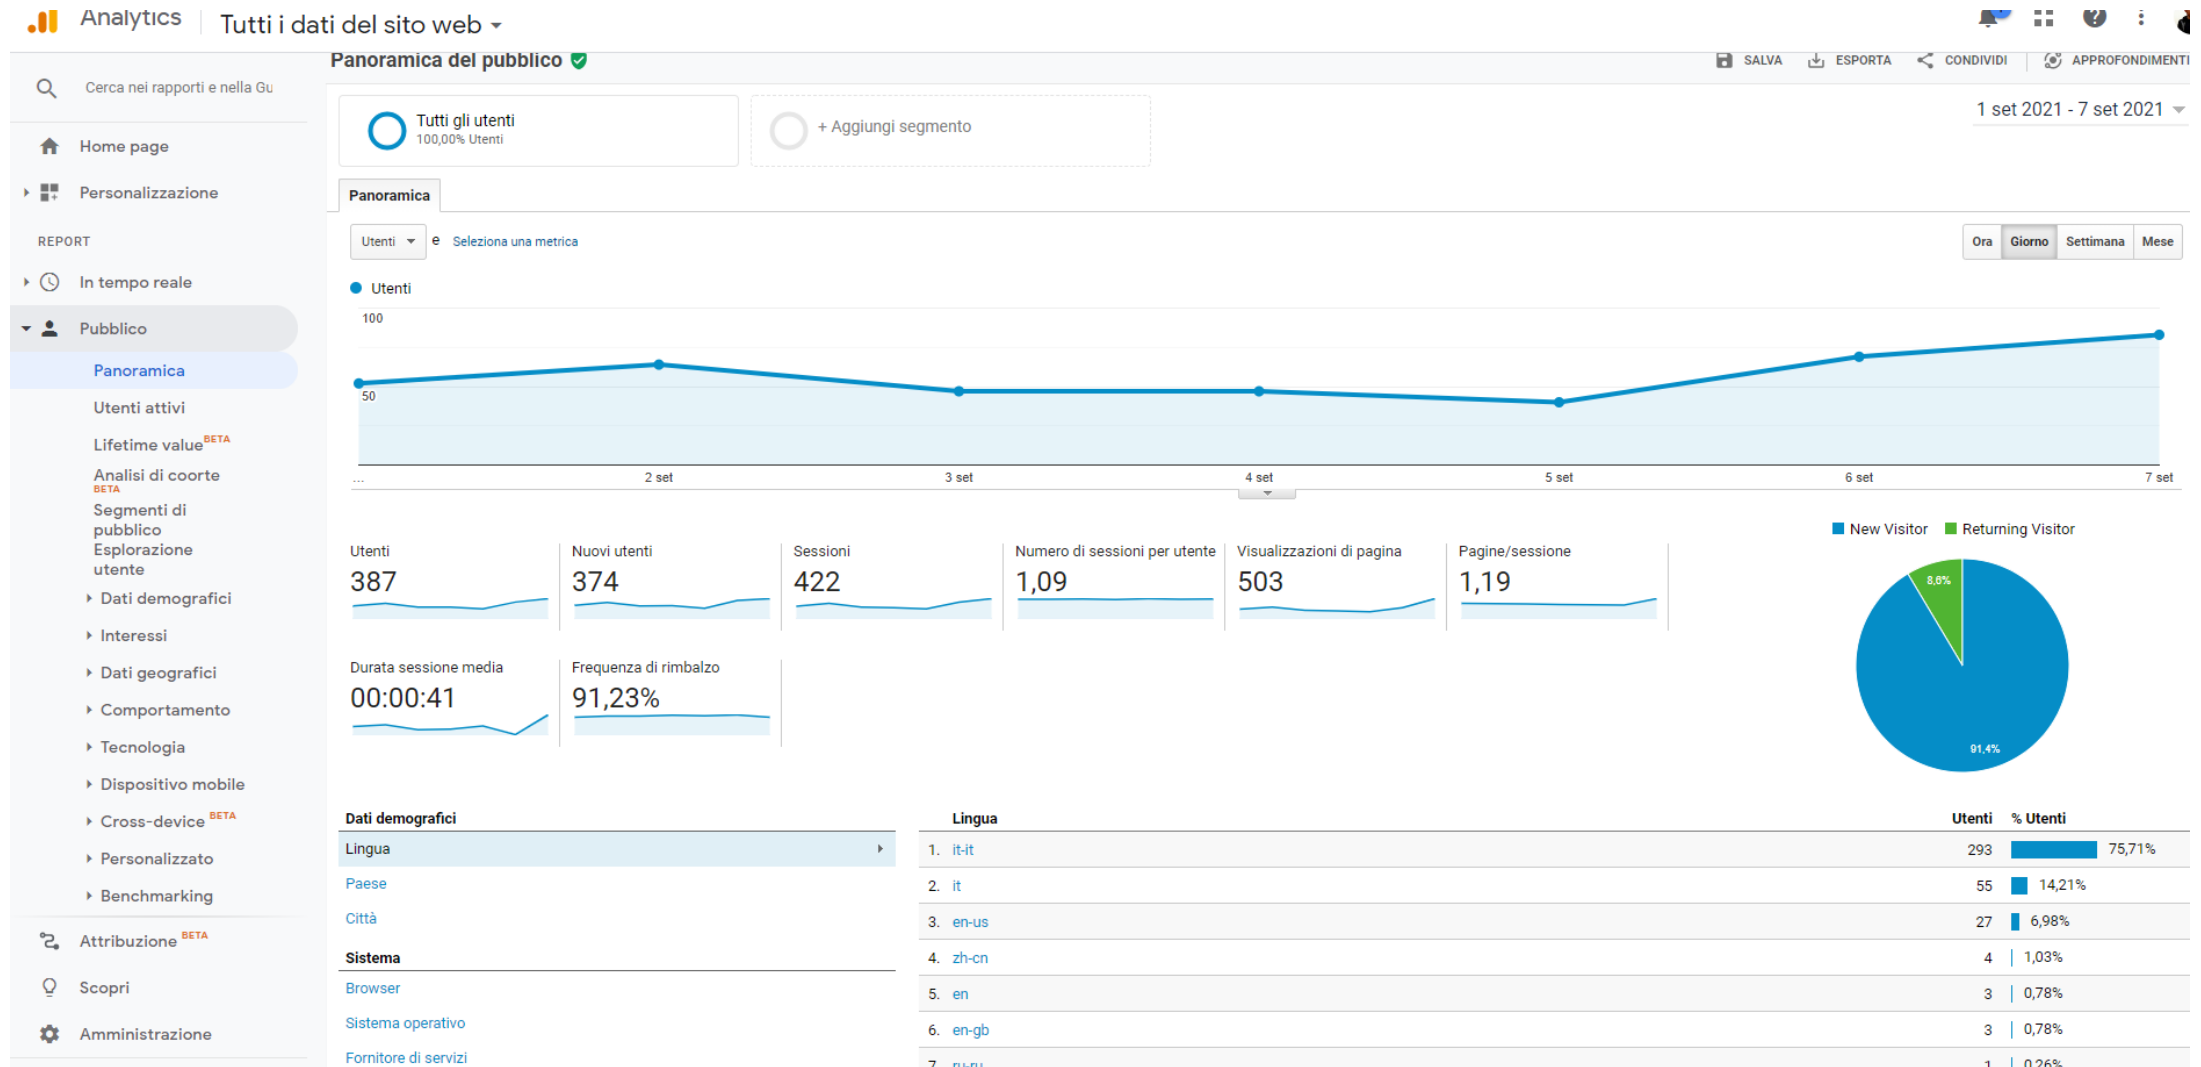 Analytics
Tutti i dati del sito web
Panoramica del pubblico
SALVA
ESPORTA
CONDIVIDI
APPROFONDIMENTI
Cerca nei rapporti e nella Gu
Home page
Personalizzazione
REPORT
In tempo reale
Pubblico
Panoramica
Utenti attivi
Lifetime value BETA
Analisi di coorte
BETA
Segmenti di
pubblico
Esplorazione
utente
Dati demografici
Interessi
Dati geografici
Comportamento
Tecnologia
Dispositivo mobile
Cross-device BETA
Personalizzato
Benchmarking
Attribuzione BETA
Scopri
Amministrazione
Tutti gli utenti
100,00% Utenti
+ Aggiungi segmento
1 set 2021 - 7 set 2021
Panoramica
Utenti e Seleziona una metrica
Ora Giorno Settimana Mese
Utenti
100
50
... 2 set 3 set 4 set 5 set 6 set 7 set
Utenti
387
Nuovi utenti
374
Sessioni
422
Numero di sessioni per utente
1,09
Visualizzazioni di pagina
503
Pagine/sessione
1,19
Durata sessione media
00:00:41
Frequenza di rimbalzo
91,23%
New Visitor Returning Visitor
8,6%
91,4%
Dati demografici
Lingua
Paese
Città
Sistema
Browser
Sistema operativo
Fornitore di servizi
Lingua Utenti % Utenti
1. it-it 293 75,71%
2. it 55 14,21%
3. en-us 27 6,98%
4. zh-cn 4 1,03%
5. en 3 0,78%
6. en-gb 3 0,78%
7. ru-ru 1 0,26%